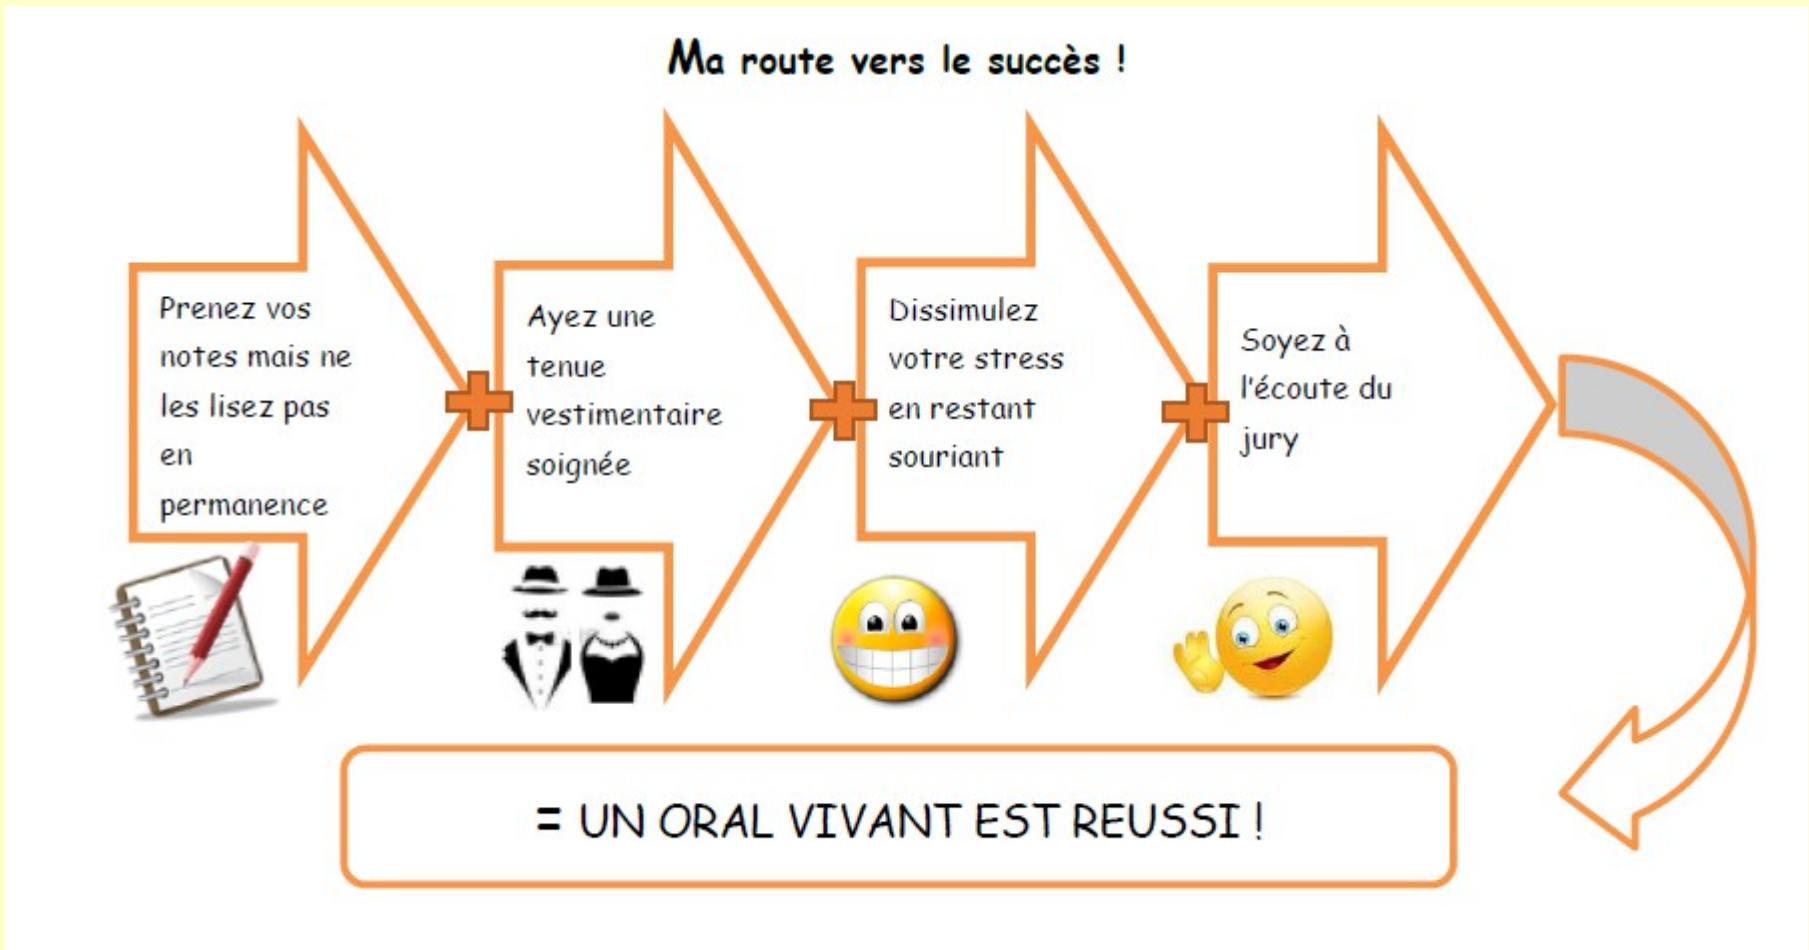 Ma route vers le succès !
Prenez vos
notes mais ne
les lisez pas
en
permanence
Ayez une
tenue
vestimentaire
soignée
Dissimulez
votre stress
en restant
souriant
Soyez à
l'écoute du
jury
= UN ORAL VIVANT EST REUSSI !